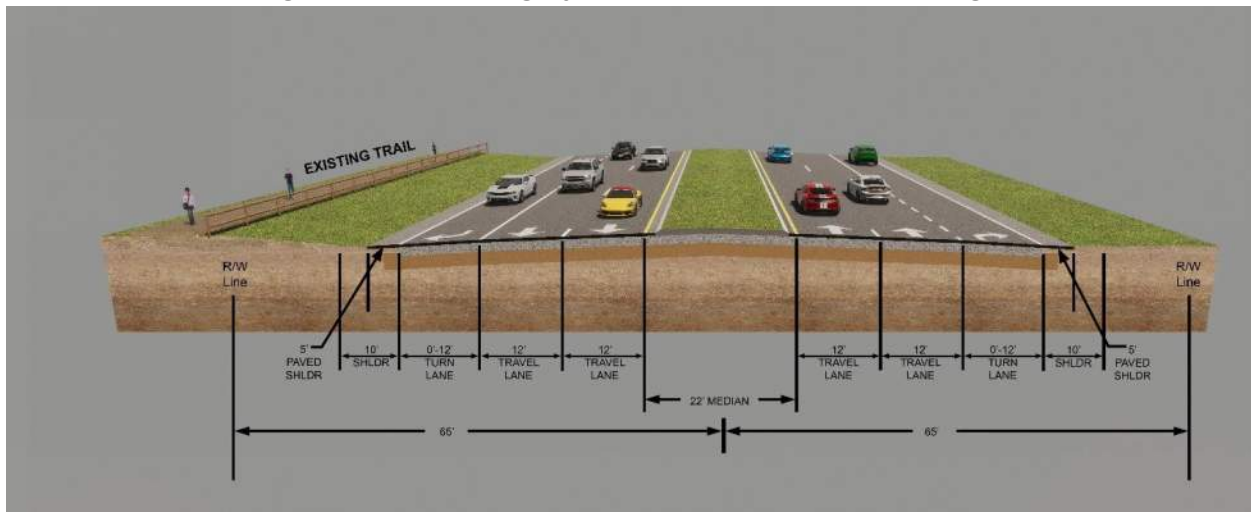 EXISTING TRAIL
R/W
Line
R/W
Line
5'
PAVED
SHLDR
10'
SHLDR
0'-12'
TURN
LANE
12'
TRAVEL
LANE
12'
TRAVEL
LANE
12'
TRAVEL
LANE
12'
TRAVEL
LANE
0'-12'
TURN
LANE
10'
SHLDR
5'
PAVED
SHLDR
22' MEDIAN
65'
65'